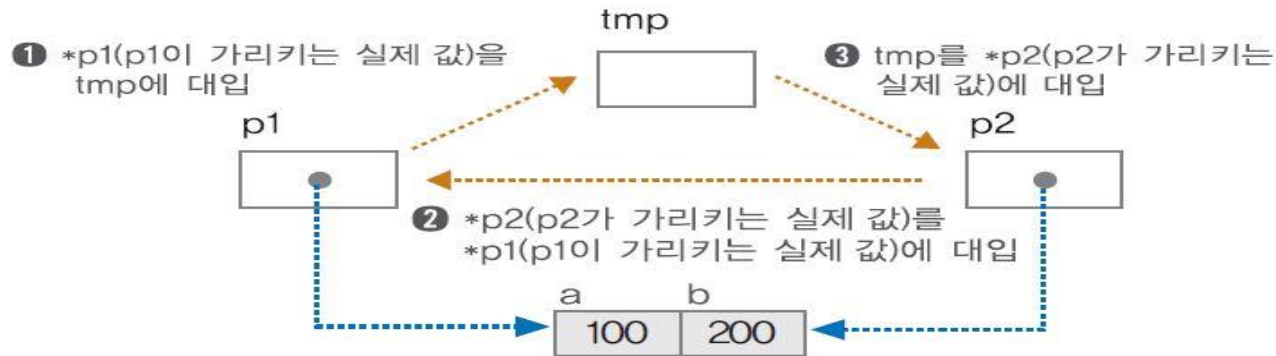 tmp
❶ *p1(p1이 가리키는 실제 값)을
tmp에 대입
❸ tmp를 *p2(p2가 가리키는
실제 값)에 대입
p1
p2
❷ *p2(p2가 가리키는 실제 값)를
*p1(p1이 가리키는 실제 값)에 대입
a b
100 200